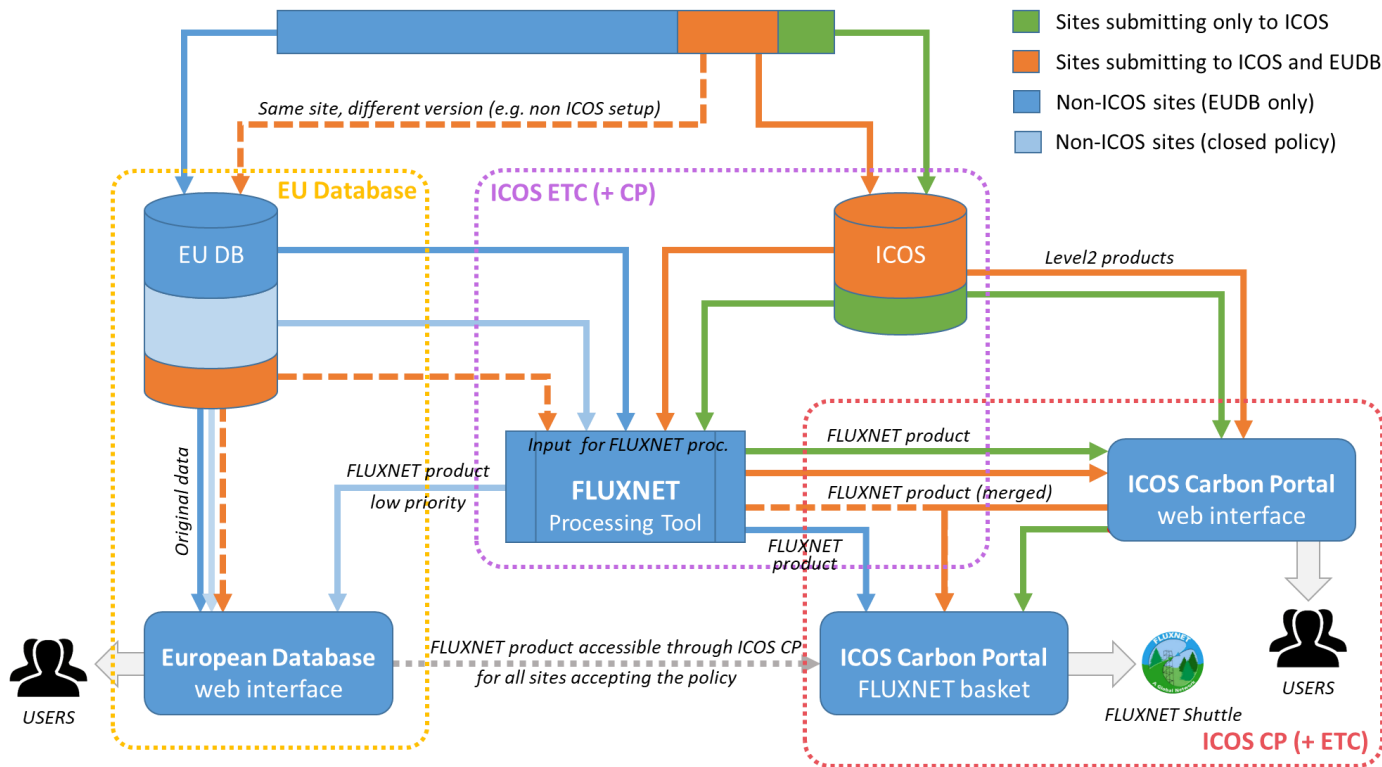 Sites submitting only to ICOS
Sites submitting to ICOS and EUDB
Non-ICOS sites (EUDB only)
Non-ICOS sites (closed policy)
Same site, different version (e.g. non ICOS setup)
EU Database
ICOS ETC (+ CP)
EU DB
ICOS
Level2 products
Input for FLUXNET proc.
FLUXNET
Processing Tool
FLUXNET product
FLUXNET product (merged)
FLUXNET
product
ICOS Carbon Portal
web interface
Original data
FLUXNET product
low priority
European Database
web interface
USERS
FLUXNET product accessible through ICOS CP
for all sites accepting the policy
ICOS Carbon Portal
FLUXNET basket
FLUXNET
A Global Network
FLUXNET Shuttle
USERS
ICOS CP (+ ETC)